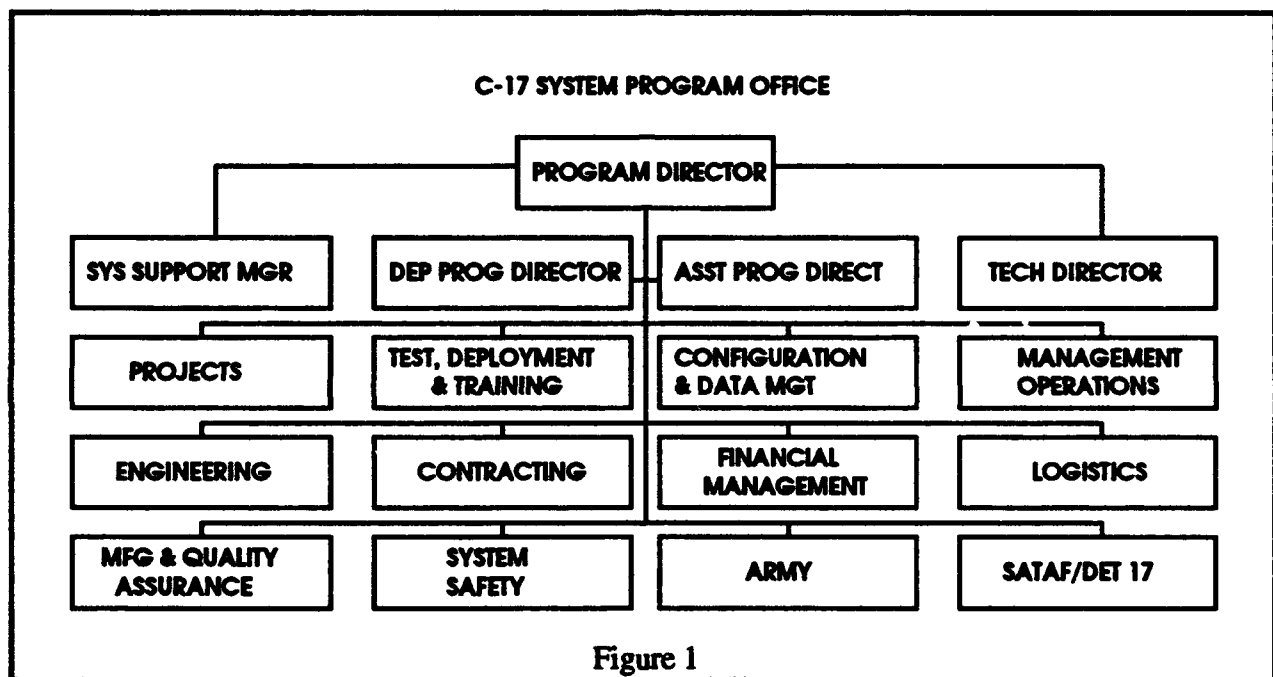 C-17 SYSTEM PROGRAM OFFICE
PROGRAM DIRECTOR
SYS SUPPORT MGR
DEP PROG DIRECTOR
ASST PROG DIRECT
TECH DIRECTOR
PROJECTS
TEST, DEPLOYMENT
& TRAINING
CONFIGURATION
& DATA MGT
MANAGEMENT
OPERATIONS
ENGINEERING
CONTRACTING
FINANCIAL
MANAGEMENT
LOGISTICS
MFG & QUALITY
ASSURANCE
SYSTEM
SAFETY
ARMY
SATAF/DET 17
Figure 1